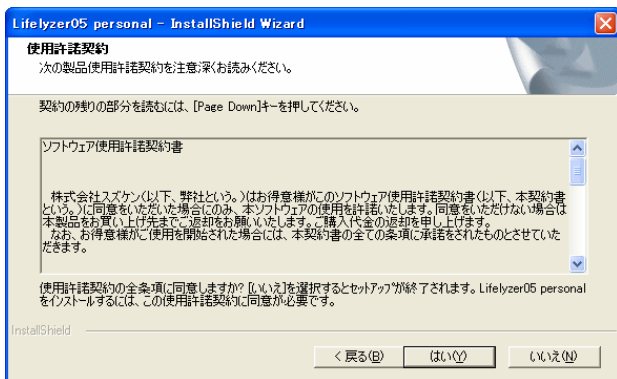 Lifelyzer05 personal - InstallShield Wizard
使用許諾契約
次の製品使用許諾契約を注意深くお読みください。
契約の残りの部分を読むには、[Page Down]キーを押してください。
ソフトウェア使用許諾契約書
株式会社スズケン(以下、弊社という。)はお得意様がこのソフトウェア使用許諾契約書(以下、本契約書
という。)に同意をいただいた場合にのみ、本ソフトウェアの使用を許諾いたします。同意をいただけない場合は
本製品をお買い上げ先までご返却をお願いいたします。ご購入代金の返却を申し上げます。
なお、お得意様がご使用を開始された場合には、本契約書の全ての条項に承諾をされたものとさせていた
だきます。
使用許諾契約の全条項に同意しますか? [いいえ]を選択するとセットアップが終了されます。Lifelyzer05 personal
をインストールするには、この使用許諾契約に同意が必要です。
InstallShield
< 戻る(B)
はい(Y)
いいえ(N)